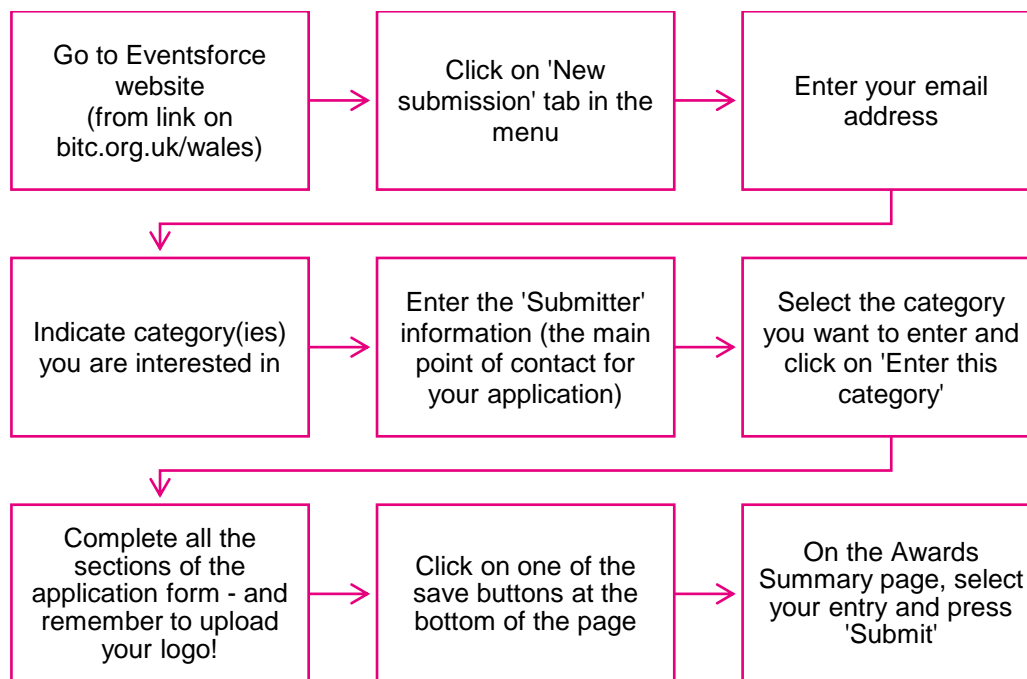 Go to Eventsforce
website
(from link on
bitc.org.uk/wales)
Click on 'New
submission' tab in the
menu
Enter your email
address
Indicate category(ies)
you are interested in
Enter the 'Submitter'
information (the main
point of contact for
your application)
Select the category
you want to enter and
click on 'Enter this
category'
Complete all the
sections of the
application form - and
remember to upload
your logo!
Click on one of the
save buttons at the
bottom of the page
On the Awards
Summary page, select
your entry and press
'Submit'